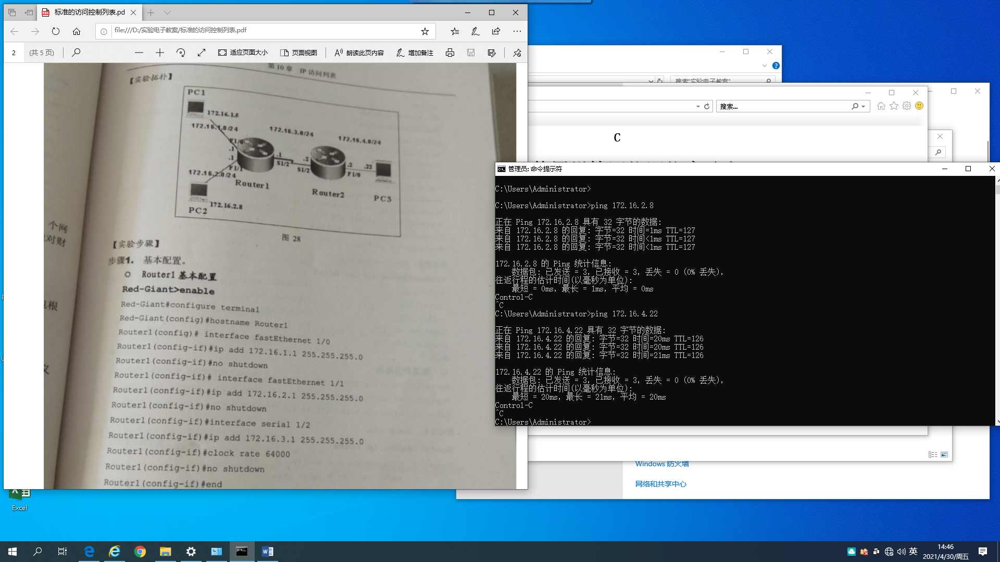 标准的访问控制列表.pd
file:///D:/实验电子教案/标准的访问控制列表.pdf
2 (共 5 页) 适应页面大小 页面视图 朗读此页内容 增加备注
第 10 章 IP 访问列表
【实验拓扑】
PC1
172.16.1.5
172.16.1.0/24
172.16.3.0/24
172.16.4.0/24
F1/0
.1
.1
F1/1
.1
S1/2
.2
S1/2
.2
F1/0
.22
172.16.2.0/24
Router1
Router2
PC3
172.16.2.8
PC2
图 28
个网
对财
根
义
【实验步骤】
步骤1. 基本配置。
Router1 基本配置
Red-Giant>enable
Red-Giant#configure terminal
Red-Giant(config)#hostname Router1
Router1(config)# interface fastEthernet 1/0
Router1(config-if)#ip add 172.16.1.1 255.255.255.0
Router1(config-if)#no shutdown
Router1(config-if)# interface fastEthernet 1/1
Router1(config-if)#ip add 172.16.2.1 255.255.255.0
Router1(config-if)#no shutdown
Router1(config-if)#interface serial 1/2
Router1(config-if)#ip add 172.16.3.1 255.255.255.0
Router1(config-if)#clock rate 64000
Router1(config-if)#no shutdown
Router1(config-if)#end
搜索"实验电子教案"
搜索...
C
管理员: 命令提示符
C:\Users\Administrator>
C:\Users\Administrator>ping 172.16.2.8
正在 Ping 172.16.2.8 具有 32 字节的数据:
来自 172.16.2.8 的回复: 字节=32 时间=1ms TTL=127
来自 172.16.2.8 的回复: 字节=32 时间<1ms TTL=127
来自 172.16.2.8 的回复: 字节=32 时间<1ms TTL=127
172.16.2.8 的 Ping 统计信息:
数据包: 已发送 = 3，已接收 = 3，丢失 = 0 (0% 丢失)，
往返行程的估计时间(以毫秒为单位):
最短 = 0ms，最长 = 1ms，平均 = 0ms
Control-C
^C
C:\Users\Administrator>ping 172.16.4.22
正在 Ping 172.16.4.22 具有 32 字节的数据:
来自 172.16.4.22 的回复: 字节=32 时间=20ms TTL=126
来自 172.16.4.22 的回复: 字节=32 时间=20ms TTL=126
来自 172.16.4.22 的回复: 字节=32 时间=21ms TTL=126
172.16.4.22 的 Ping 统计信息:
数据包: 已发送 = 3，已接收 = 3，丢失 = 0 (0% 丢失)，
往返行程的估计时间(以毫秒为单位):
最短 = 20ms，最长 = 21ms，平均 = 20ms
Control-C
^C
C:\Users\Administrator>
Windows 防火墙
网络和共享中心
Excel
英
14:46
2021/4/30/周五